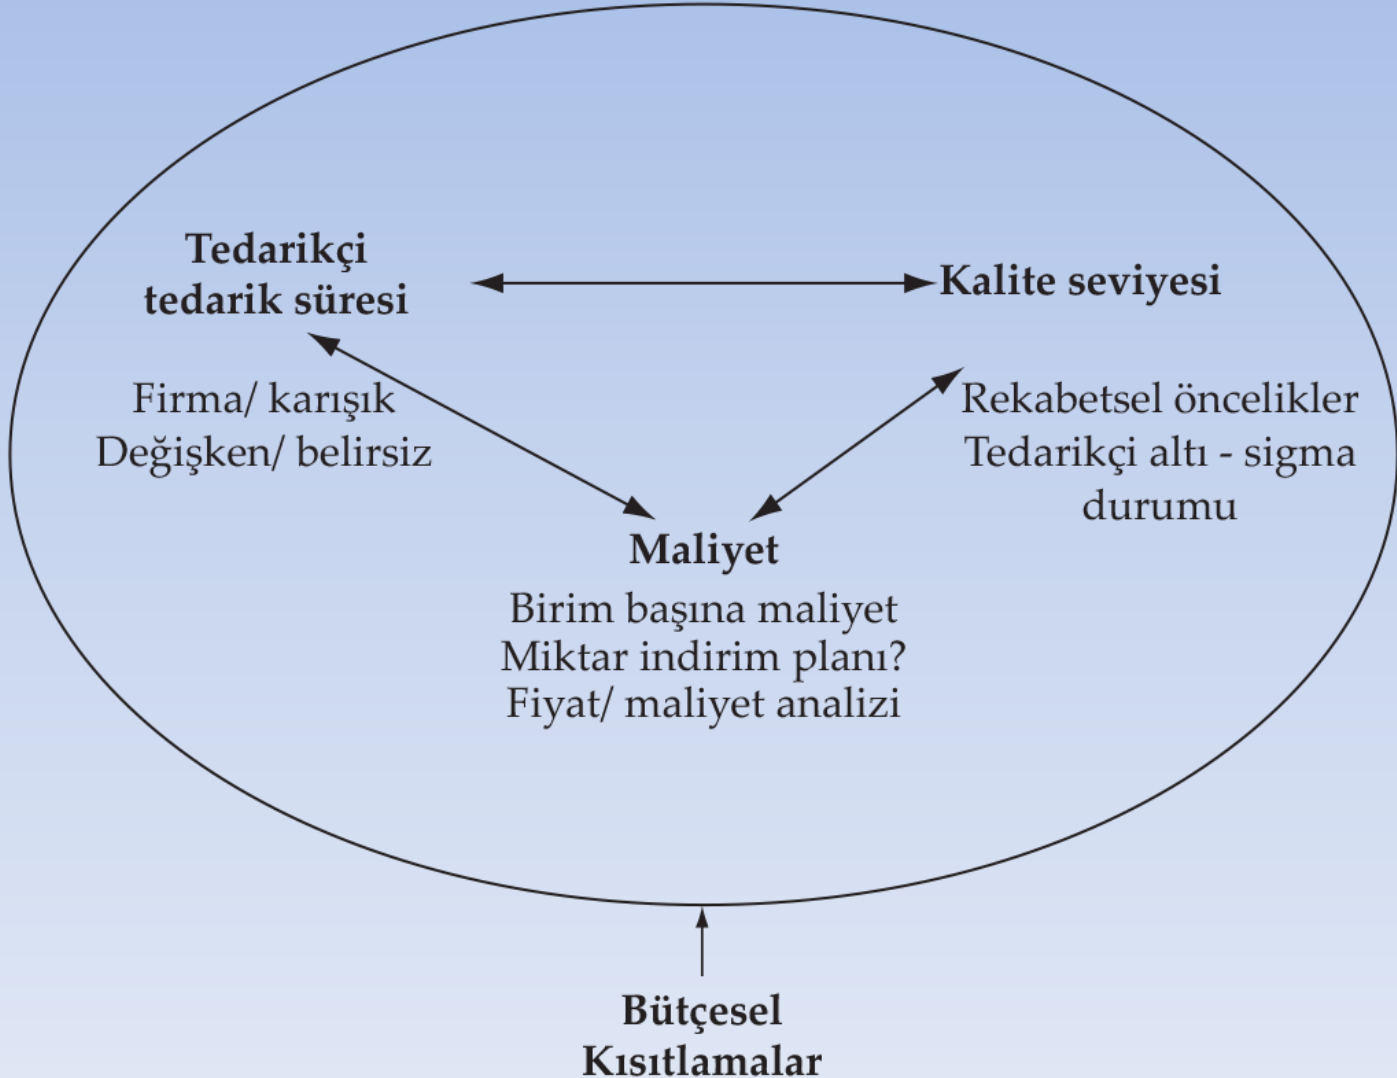 Tedarikçi
tedarik süresi
Kalite seviyesi
Firma/ karışık
Değişken/ belirsiz
Rekabetsel öncelikler
Tedarikçi altı - sigma
durumu
Maliyet
Birim başına maliyet
Miktar indirim planı?
Fiyat/ maliyet analizi
Bütçesel
Kısıtlamalar